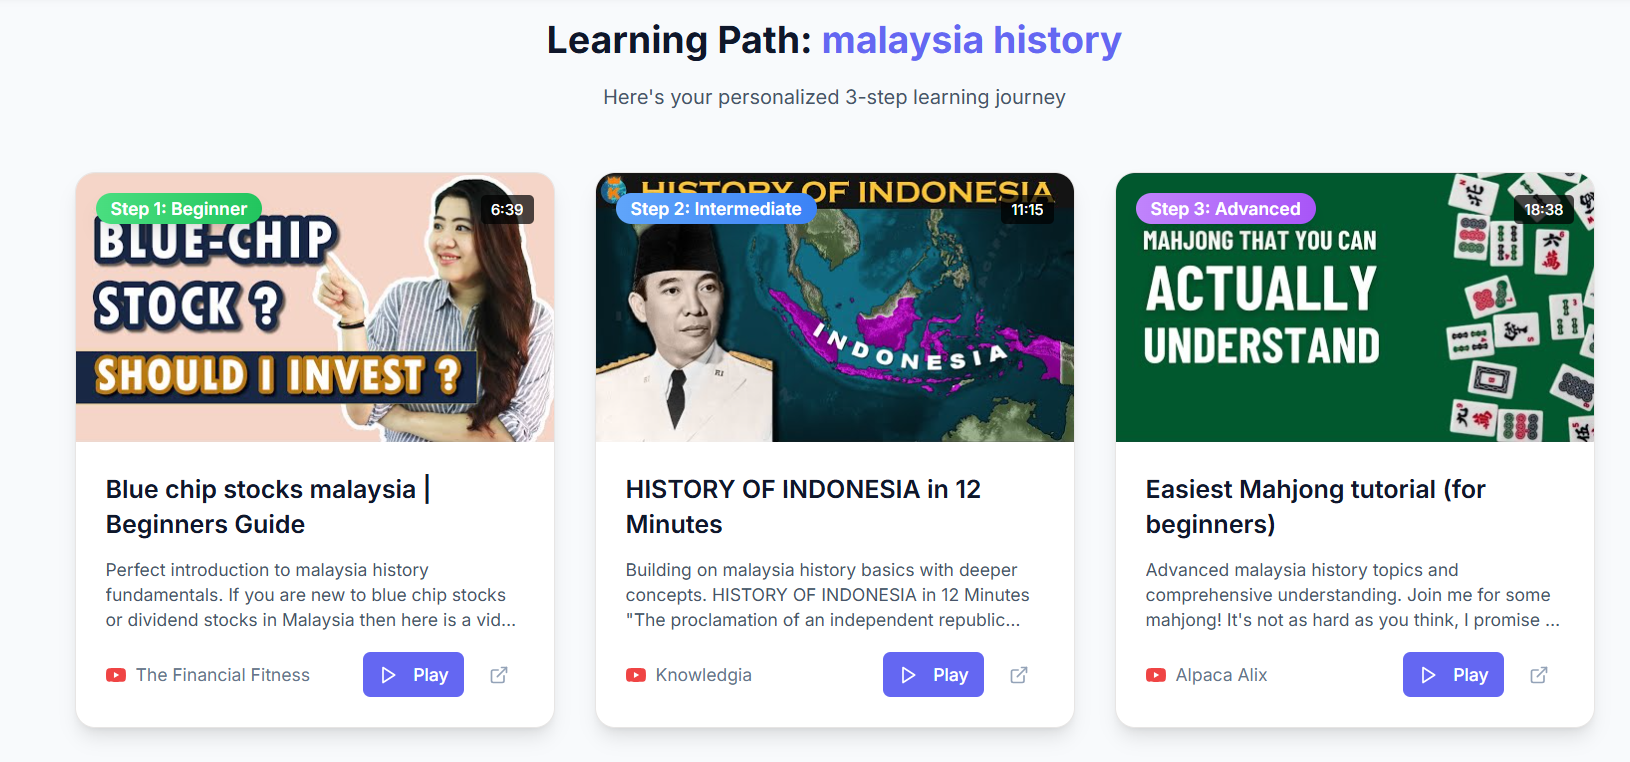 Learning Path: malaysia history
Here's your personalized 3-step learning journey
Step 1: Beginner
6:39
BLUE-CHIP
STOCK ?
SHOULD I INVEST ?
Blue chip stocks malaysia |
Beginners Guide
Perfect introduction to malaysia history
fundamentals. If you are new to blue chip stocks
or dividend stocks in Malaysia then here is a vid...
The Financial Fitness
Play
HISTORY OF INDONESIA
Step 2: Intermediate
11:15
INDONESIA
HISTORY OF INDONESIA in 12
Minutes
Building on malaysia history basics with deeper
concepts. HISTORY OF INDONESIA in 12 Minutes
"The proclamation of an independent republic...
Knowledgia
Play
Step 3: Advanced
18:38
MAHJONG THAT YOU CAN
ACTUALLY
UNDERSTAND
Easiest Mahjong tutorial (for
beginners)
Advanced malaysia history topics and
comprehensive understanding. Join me for some
mahjong! It's not as hard as you think, I promise ...
Alpaca Alix
Play